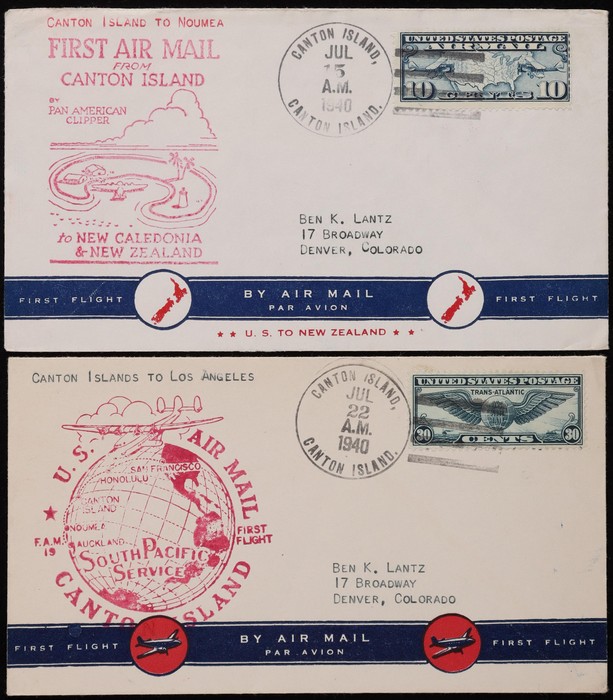 CANTON ISLAND TO NOUMEA
FIRST AIR MAIL
FROM
CANTON ISLAND
BY
PAN AMERICAN
CLIPPER
to NEW CALEDONIA
& NEW ZEALAND
CANTON ISLAND,
JUL
15
A.M.
1940
CANTON ISLAND.
UNITED STATES POSTAGE
AIR MAIL
10 CENTS 10
BEN K. LANTZ
17 BROADWAY
DENVER, COLORADO
FIRST FLIGHT
BY AIR MAIL
PAR AVION
FIRST FLIGHT
★ ★ U. S. TO NEW ZEALAND ★ ★
CANTON ISLANDS TO LOS ANGELES
U.S. AIR MAIL
SAN FRANCISCO
HONOLULU
CANTON
ISLAND
NOUMEA
AUCKLAND
F.A.M.
19
FIRST
FLIGHT
SOUTH PACIFIC
SERVICE
CANTON ISLAND
CANTON ISLAND,
JUL
22
A.M.
1940
CANTON ISLAND.
UNITED STATES POSTAGE
TRANS-ATLANTIC
30 CENTS 30
BEN K. LANTZ
17 BROADWAY
DENVER, COLORADO
FIRST FLIGHT
BY AIR MAIL
PAR AVION
FIRST FLIGHT